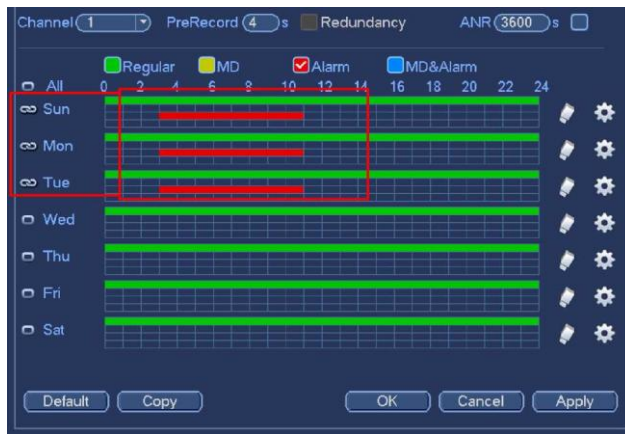 Channel 1 PreRecord 4 s Redundancy ANR 3600 s
Regular MD Alarm MD&Alarm
All 0 2 4 6 8 10 12 14 16 18 20 22 24
Sun
Mon
Tue
Wed
Thu
Fri
Sat
Default Copy OK Cancel Apply